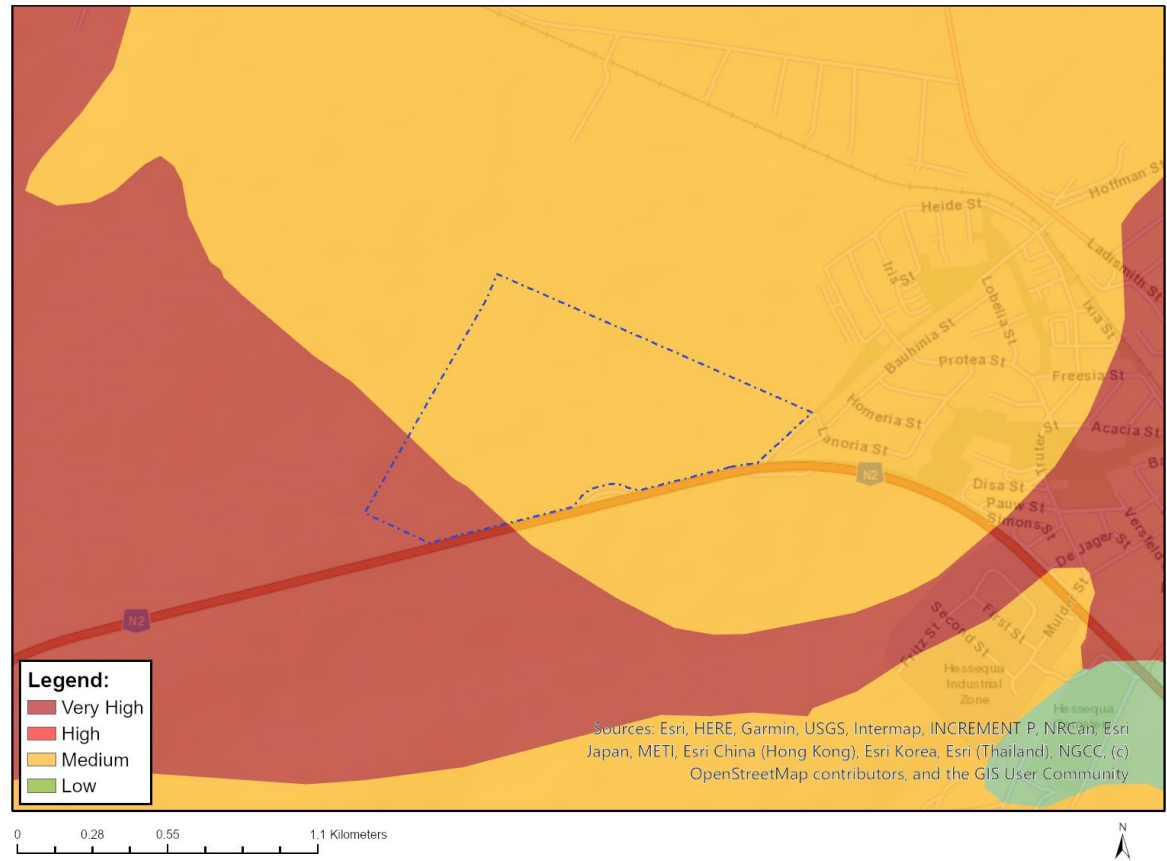 Hoffman St
Heide St
Ladismith St
Iris St
Lobelia St
Ixia St
Bauhinia St
Protea St
Freesia St
Homeria St
Acacia St
Lanoria St
Truter St
Ba
N2
Disa St
Pauw St
Simons St
Versfeld
De Jager St
N2
First St
Mulder St
Second St
Fritz St
Hessequa
Industrial
Zone
Legend:
Very High
High
Medium
Low
Hessequa
Sources: Esri, HERE, Garmin, USGS, Intermap, INCREMENT P, NRCan, Esri
Japan, METI, Esri China (Hong Kong), Esri Korea, Esri (Thailand), NGCC, (c)
OpenStreetMap contributors, and the GIS User Community
0 0.28 0.55 1.1 Kilometers
N